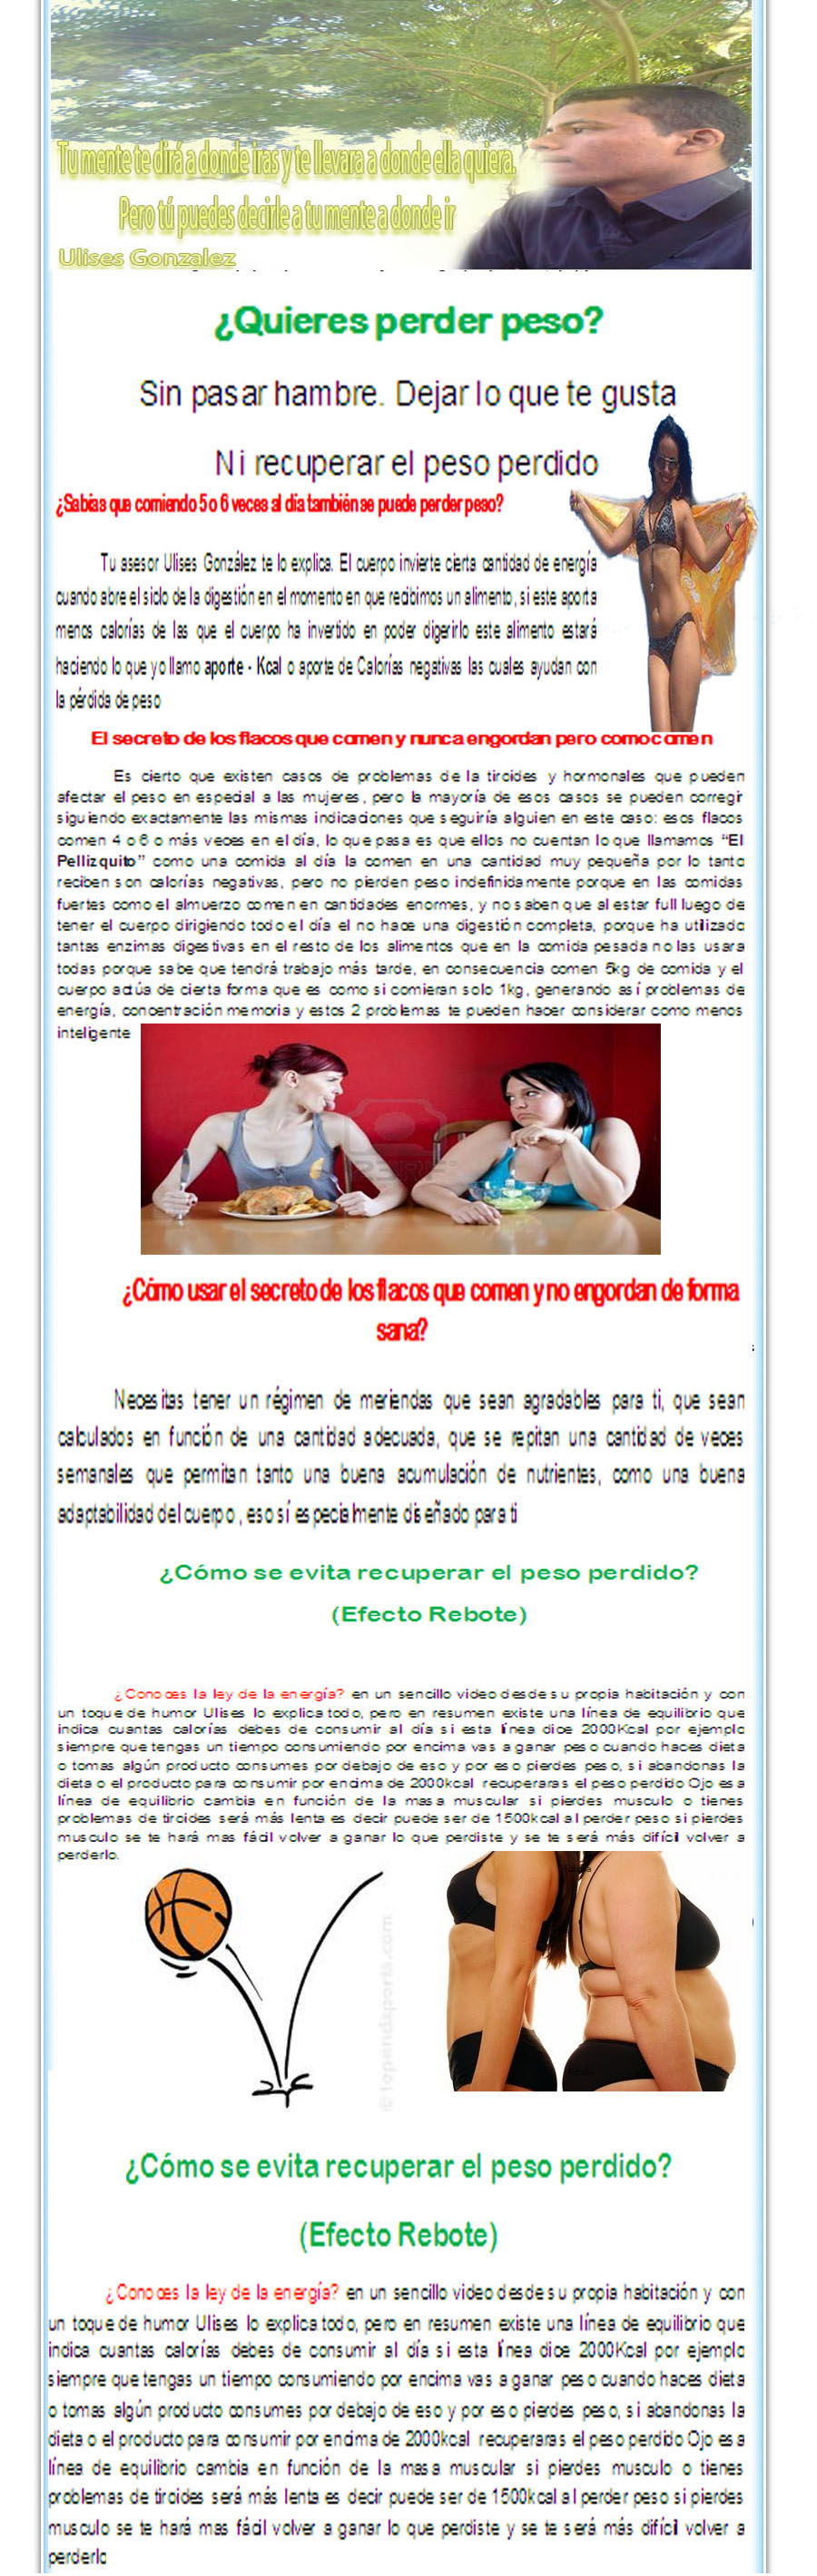 Tu mente te dirá a donde iras y te llevara a donde ella quiera.
Pero tú puedes decirle a tu mente a donde ir
Ulises Gonzalez
¿Quieres perder peso?
Sin pasar hambre. Dejar lo que te gusta
Ni recuperar el peso perdido
¿Sabias que comiendo 5 o 6 veces al día también se puede perder peso?
Tu asesor Ulises González te lo explica. El cuerpo invierte cierta cantidad de energía
cuando abre el siclo de la digestión en el momento en que recibimos un alimento, si este aporta
menos calorías de las que el cuerpo ha invertido en poder digerirlo este alimento estará
haciendo lo que yo llamo aporte - Kcal o aporte de Calorías negativas las cuales ayudan con
la pérdida de peso
El secreto de los flacos que comen y nunca engordan pero como comen
Es cierto que existen casos de problemas de la tiroides y hormonales que pueden
afectar el peso en especial a las mujeres, pero la mayoría de esos casos se pueden corregir
siguiendo exactamente las mismas indicaciones que seguiría alguien en este caso: esos flacos
comen 4 o 6 o más veces en el día, lo que pasa es que ellos no cuentan lo que llamamos “El
Pellizquito” como una comida al día la comen en una cantidad muy pequeña por lo tanto
reciben son calorías negativas, pero no pierden peso indefinidamente porque en las comidas
fuertes como el almuerzo comen en cantidades enormes, y no saben que al estar full luego de
tener el cuerpo dirigiendo todo el día el no hace una digestión completa, porque ha utilizado
tantas enzimas digestivas en el resto de los alimentos que en la comida pesada no las usara
todas porque sabe que tendrá trabajo más tarde, en consecuencia comen 5kg de comida y el
cuerpo actúa de cierta forma que es como si comieran solo 1kg, generando así problemas de
energía, concentración memoria y estos 2 problemas te pueden hacer considerar como menos
inteligente
¿Cómo usar el secreto de los flacos que comen y no engordan de forma
sana?
Necesitas tener un régimen de meriendas que sean agradables para ti, que sean
calculados en función de una cantidad adecuada, que se repitan una cantidad de veces
semanales que permitan tanto una buena acumulación de nutrientes, como una buena
adaptabilidad del cuerpo, eso sí especialmente diseñado para ti
¿Cómo se evita recuperar el peso perdido?
(Efecto Rebote)
¿Conoces la ley de la energía? en un sencillo video desde su propia habitación y con
un toque de humor Ulises lo explica todo, pero en resumen existe una línea de equilibrio que
indica cuantas calorías debes de consumir al día si esta línea dice 2000Kcal por ejemplo
siempre que tengas un tiempo consumiendo por encima vas a ganar peso cuando haces dieta
o tomas algún producto consumes por debajo de eso y por eso pierdes peso, si abandonas la
dieta o el producto para consumir por encima de 2000kcal recuperaras el peso perdido Ojo esa
línea de equilibrio cambia en función de la masa muscular si pierdes musculo o tienes
problemas de tiroides será más lenta es decir puede ser de 1500kcal al perder peso si pierdes
musculo se te hará mas fácil volver a ganar lo que perdiste y se te será más difícil volver a
perderlo.
© topendsports.com
¿Cómo se evita recuperar el peso perdido?
(Efecto Rebote)
¿Conoces la ley de la energía? en un sencillo video desde su propia habitación y con
un toque de humor Ulises lo explica todo, pero en resumen existe una línea de equilibrio que
indica cuantas calorías debes de consumir al día si esta línea dice 2000Kcal por ejemplo
siempre que tengas un tiempo consumiendo por encima vas a ganar peso cuando haces dieta
o tomas algún producto consumes por debajo de eso y por eso pierdes peso, si abandonas la
dieta o el producto para consumir por encima de 2000kcal recuperaras el peso perdido Ojo esa
línea de equilibrio cambia en función de la masa muscular si pierdes musculo o tienes
problemas de tiroides será más lenta es decir puede ser de 1500kcal al perder peso si pierdes
musculo se te hará mas fácil volver a ganar lo que perdiste y se te será más difícil volver a
perderlo